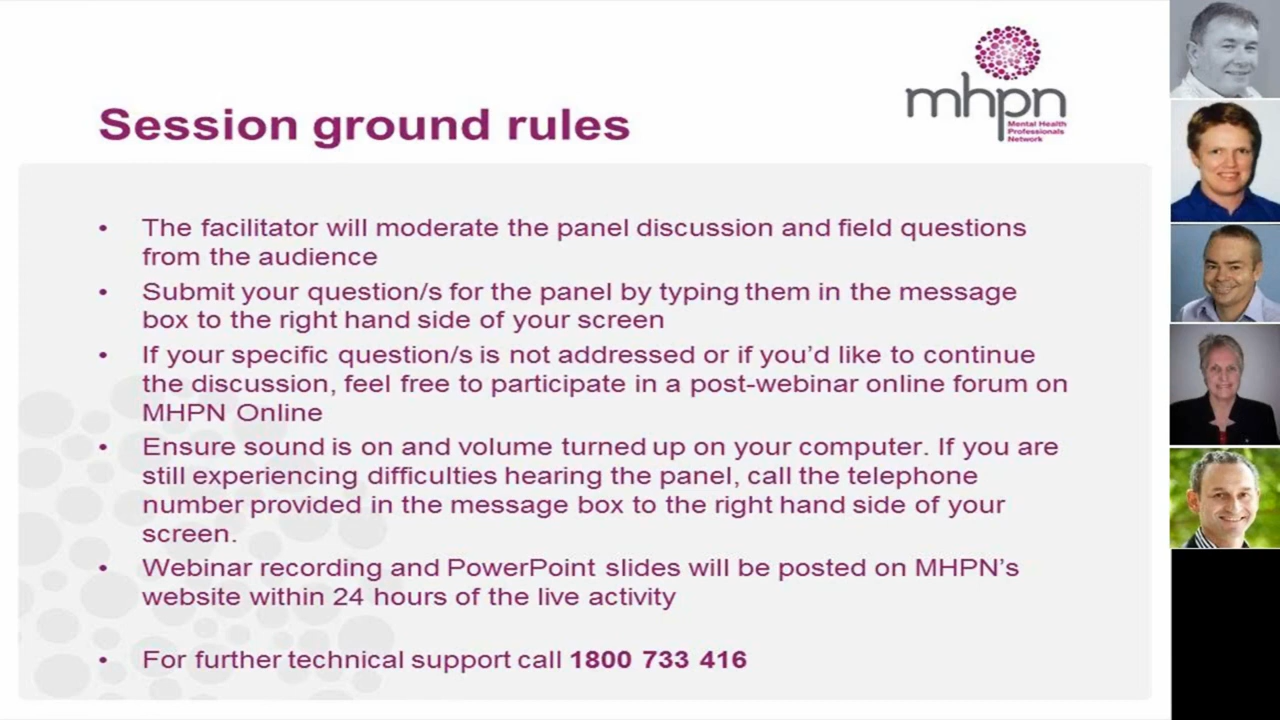 mhpn
Mental Health
Professionals
Network
Session ground rules
• The facilitator will moderate the panel discussion and field questions
from the audience
• Submit your question/s for the panel by typing them in the message
box to the right hand side of your screen
• If your specific question/s is not addressed or if you’d like to continue
the discussion, feel free to participate in a post-webinar online forum on
MHPN Online
• Ensure sound is on and volume turned up on your computer. If you are
still experiencing difficulties hearing the panel, call the telephone
number provided in the message box to the right hand side of your
screen.
• Webinar recording and PowerPoint slides will be posted on MHPN’s
website within 24 hours of the live activity
• For further technical support call 1800 733 416